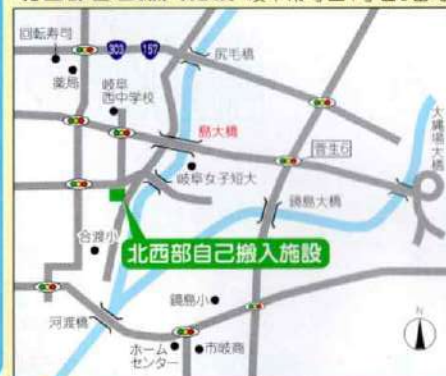 回転寿司
303
157
尻毛橋
薬局
岐阜
西中学校
島大橋
菅生6
大縄場大橋
岐阜女子短大
鏡島大橋
合渡小
北西部自己搬入施設
鏡島小
河渡橋
ホーム
センター
市岐商
N